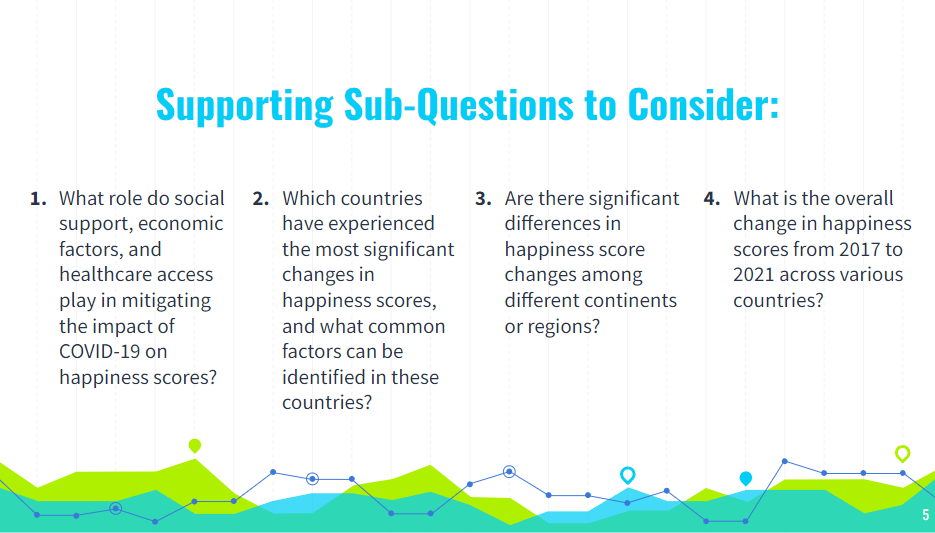 Supporting Sub-Questions to Consider:
1. What role do social
support, economic
factors, and
healthcare access
play in mitigating
the impact of
COVID-19 on
happiness scores?
2. Which countries
have experienced
the most significant
changes in
happiness scores,
and what common
factors can be
identified in these
countries?
3. Are there significant
differences in
happiness score
changes among
different continents
or regions?
4. What is the overall
change in happiness
scores from 2017 to
2021 across various
countries?
5